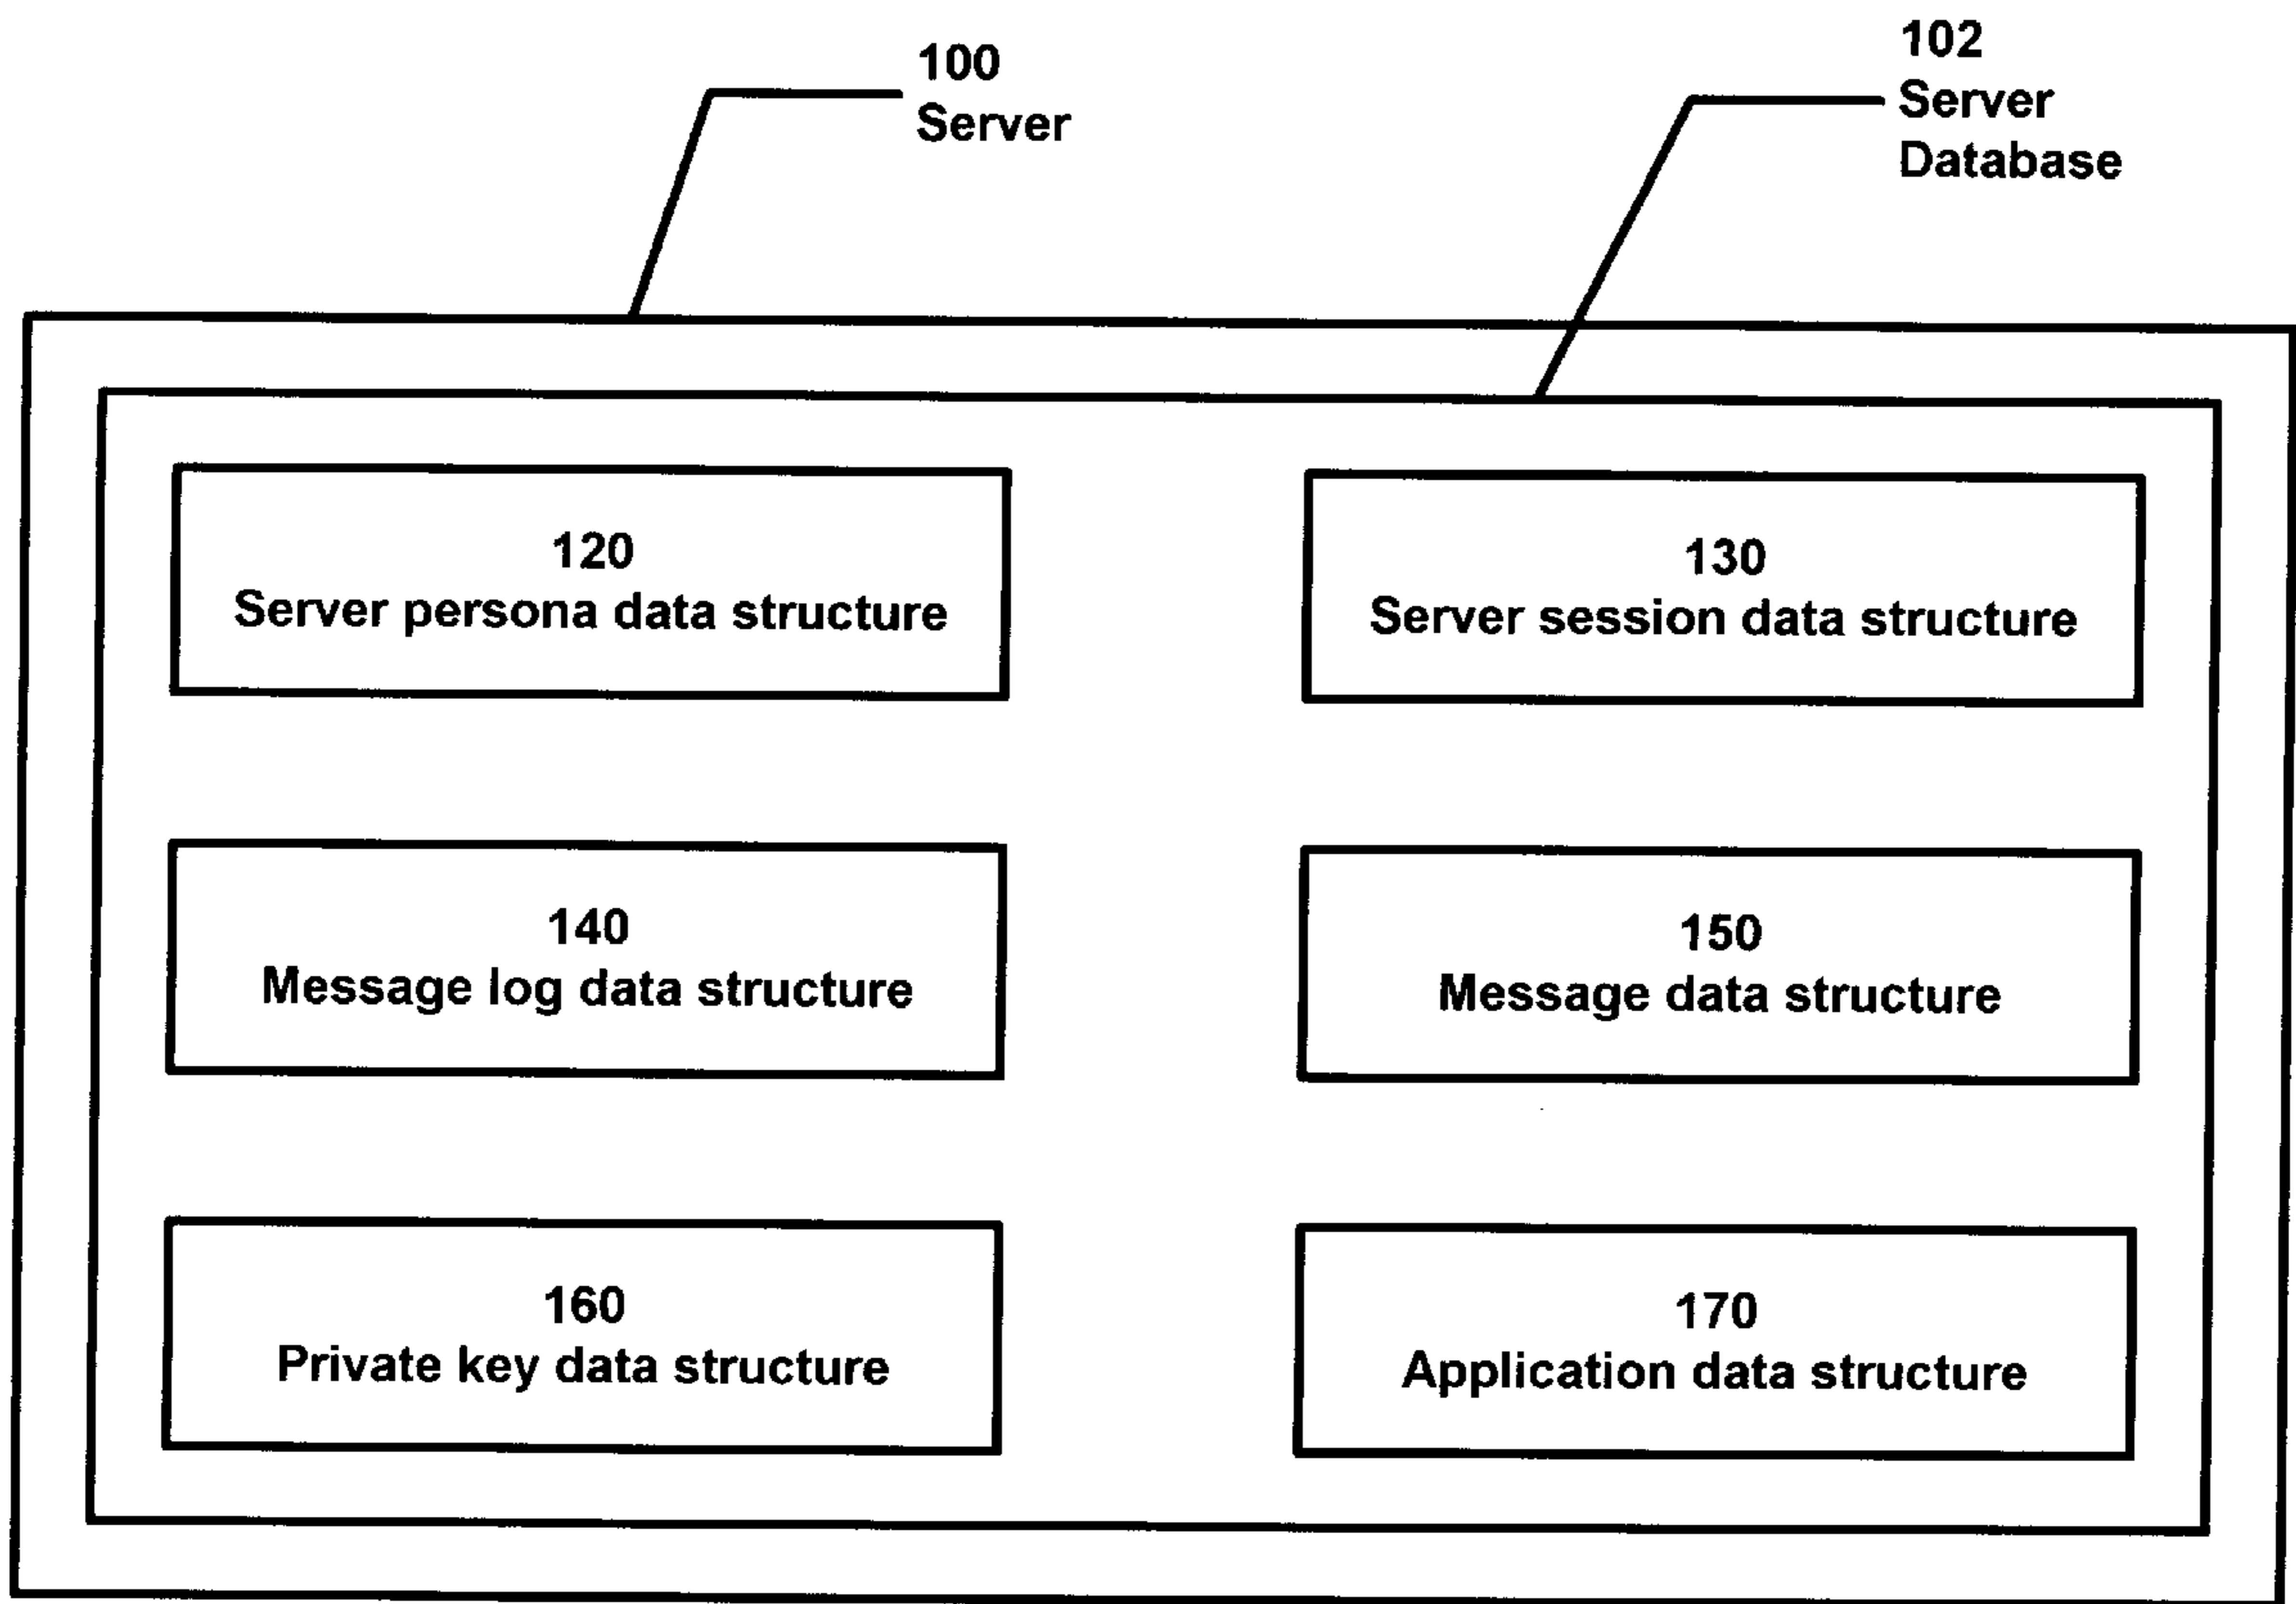 100
Server
102
Server
Database
120
Server persona data structure
130
Server session data structure
140
Message log data structure
150
Message data structure
160
Private key data structure
170
Application data structure